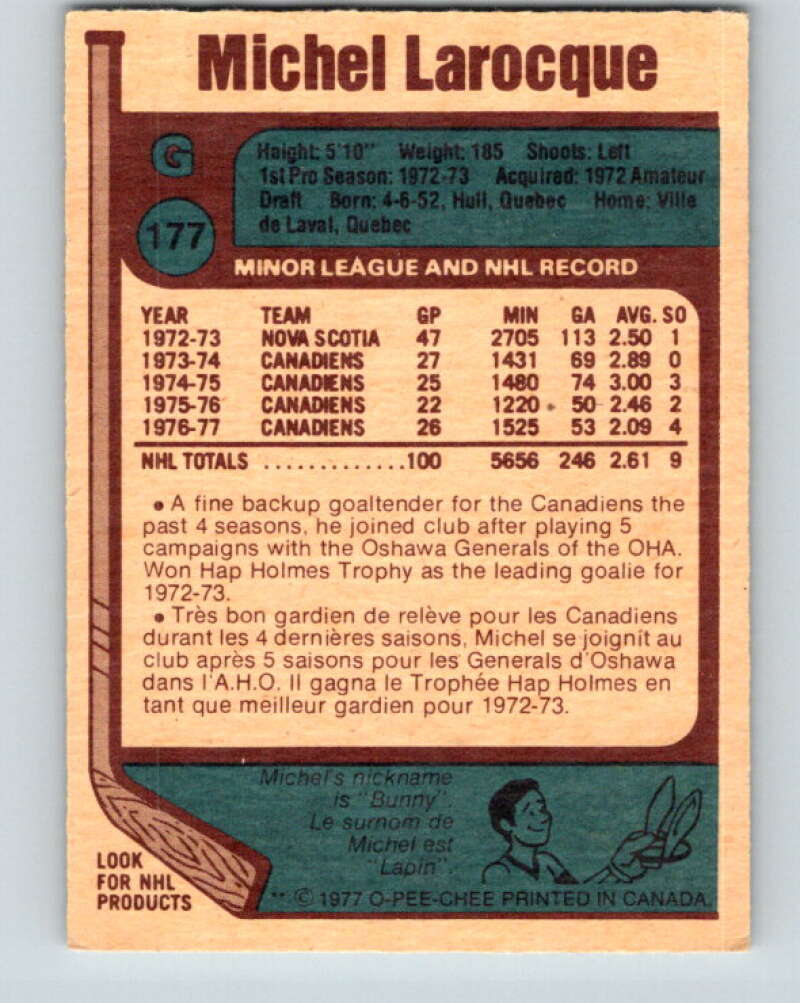 Michel Larocque
G
Height: 5'10" Weight: 185 Shoots: Left
1st Pro Season: 1972-73 Acquired: 1972 Amateur
Draft Born: 4-6-52, Hull, Quebec Home: Ville
de Laval, Quebec
177
MINOR LEAGUE AND NHL RECORD
YEAR TEAM GP MIN GA AVG. SO
1972-73 NOVA SCOTIA 47 2705 113 2.50 1
1973-74 CANADIENS 27 1431 69 2.89 0
1974-75 CANADIENS 25 1480 74 3.00 3
1975-76 CANADIENS 22 1220 50 2.46 2
1976-77 CANADIENS 26 1525 53 2.09 4
NHL TOTALS .............100 5656 246 2.61 9
• A fine backup goaltender for the Canadiens the
past 4 seasons, he joined club after playing 5
campaigns with the Oshawa Generals of the OHA.
Won Hap Holmes Trophy as the leading goalie for
1972-73.
• Très bon gardien de relève pour les Canadiens
durant les 4 dernières saisons, Michel se joignit au
club après 5 saisons pour les Generals d'Oshawa
dans l'A.H.O. Il gagna le Trophée Hap Holmes en
tant que meilleur gardien pour 1972-73.
Michel's nickname
is "Bunny".
Le surnom de
Michel est
"Lapin".
LOOK
FOR NHL
PRODUCTS
** © 1977 O-PEE-CHEE PRINTED IN CANADA.